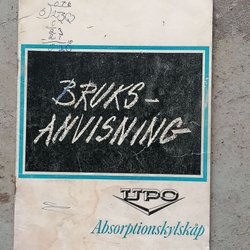 BRUKS-
ANVISNING
UPO
Absorptionskylskåp